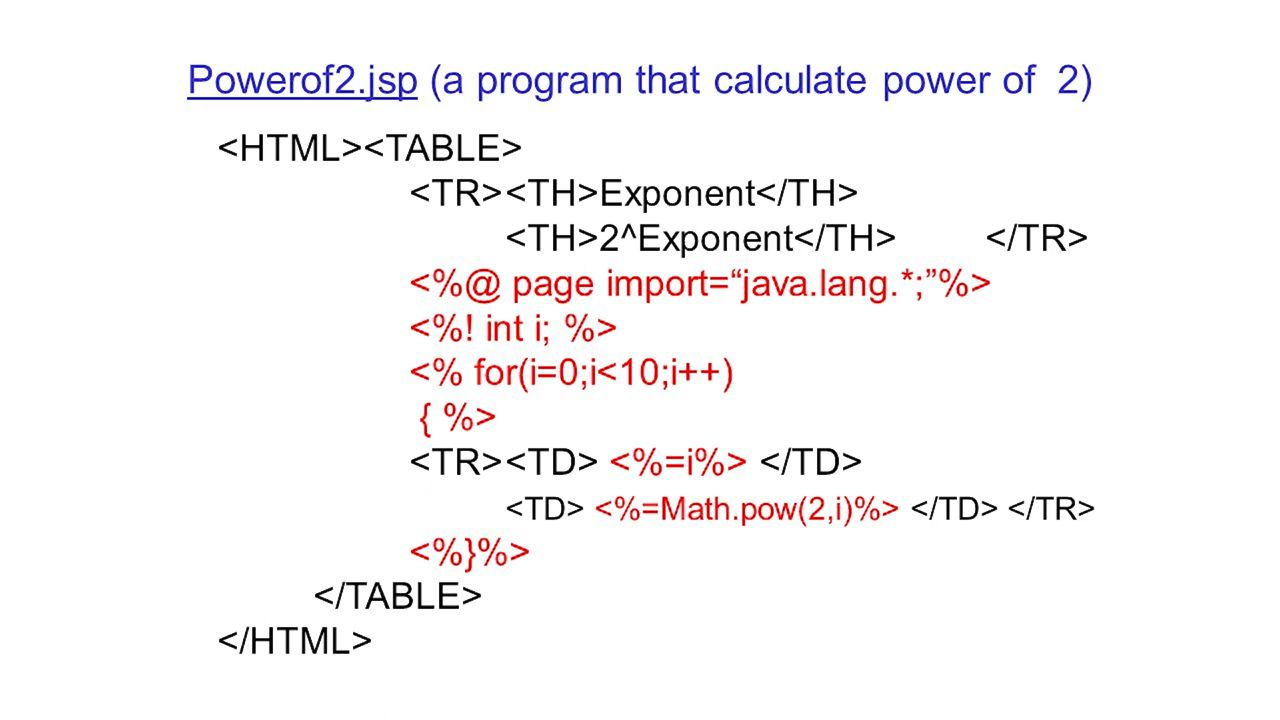 Powerof2.jsp (a program that calculate power of 2)
<HTML><TABLE>
<TR><TH>Exponent</TH>
<TH>2^Exponent</TH> </TR>
<%@ page import=“java.lang.*;”%>
<%! int i; %>
<% for(i=0;i<10;i++)
{ %>
<TR><TD> <%=i%> </TD>
<TD> <%=Math.pow(2,i)%> </TD> </TR>
<%}%>
</TABLE>
</HTML>